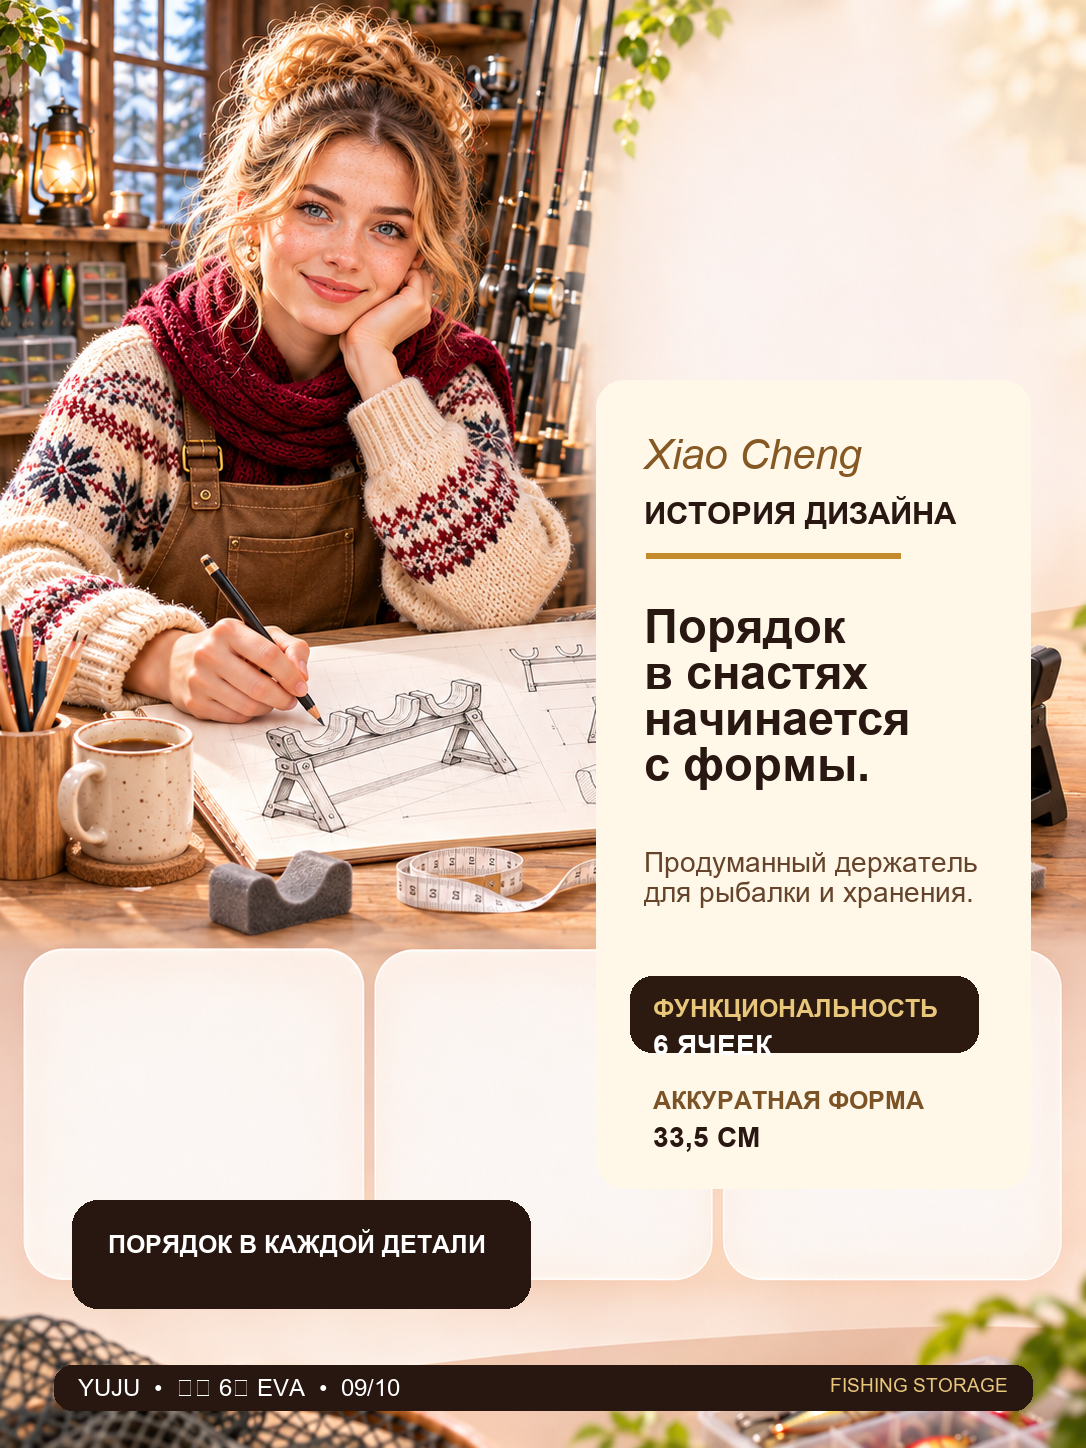 Xiao Cheng
ИСТОРИЯ ДИЗАЙНА
Порядок
в снастях
начинается
с формы.
Продуманный держатель
для рыбалки и хранения.
ФУНКЦИОНАЛЬНОСТЬ
6 ЯЧЕЕК
АККУРАТНАЯ ФОРМА
33,5 СМ
ПОРЯДОК В КАЖДОЙ ДЕТАЛИ
YUJU • □□ 6□ EVA • 09/10
FISHING STORAGE